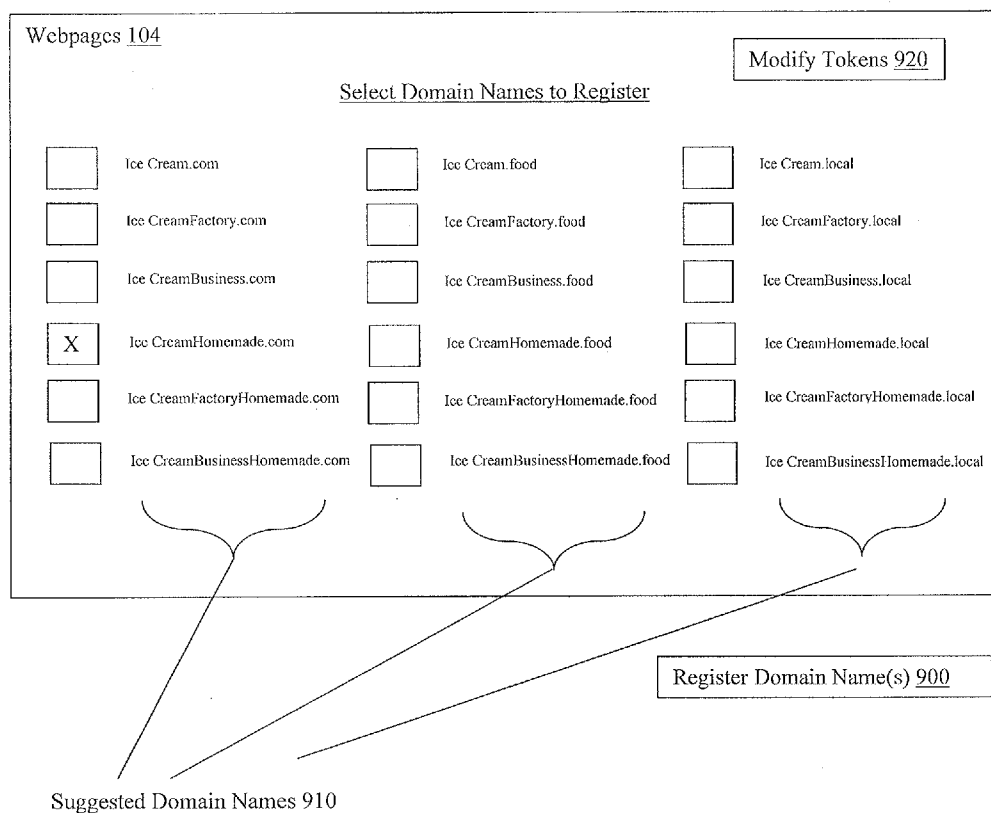 Webpages 104
Modify Tokens 920
Select Domain Names to Register
Ice Cream.com Ice Cream.food Ice Cream.local
Ice CreamFactory.com Ice CreamFactory.food Ice CreamFactory.local
Ice CreamBusiness.com Ice CreamBusiness.food Ice CreamBusiness.local
X Ice CreamHomemade.com Ice CreamHomemade.food Ice CreamHomemade.local
Ice CreamFactoryHomemade.com Ice CreamFactoryHomemade.food Ice CreamFactoryHomemade.local
Ice CreamBusinessHomemade.com Ice CreamBusinessHomemade.food Ice CreamBusinessHomemade.local
Register Domain Name(s) 900
Suggested Domain Names 910